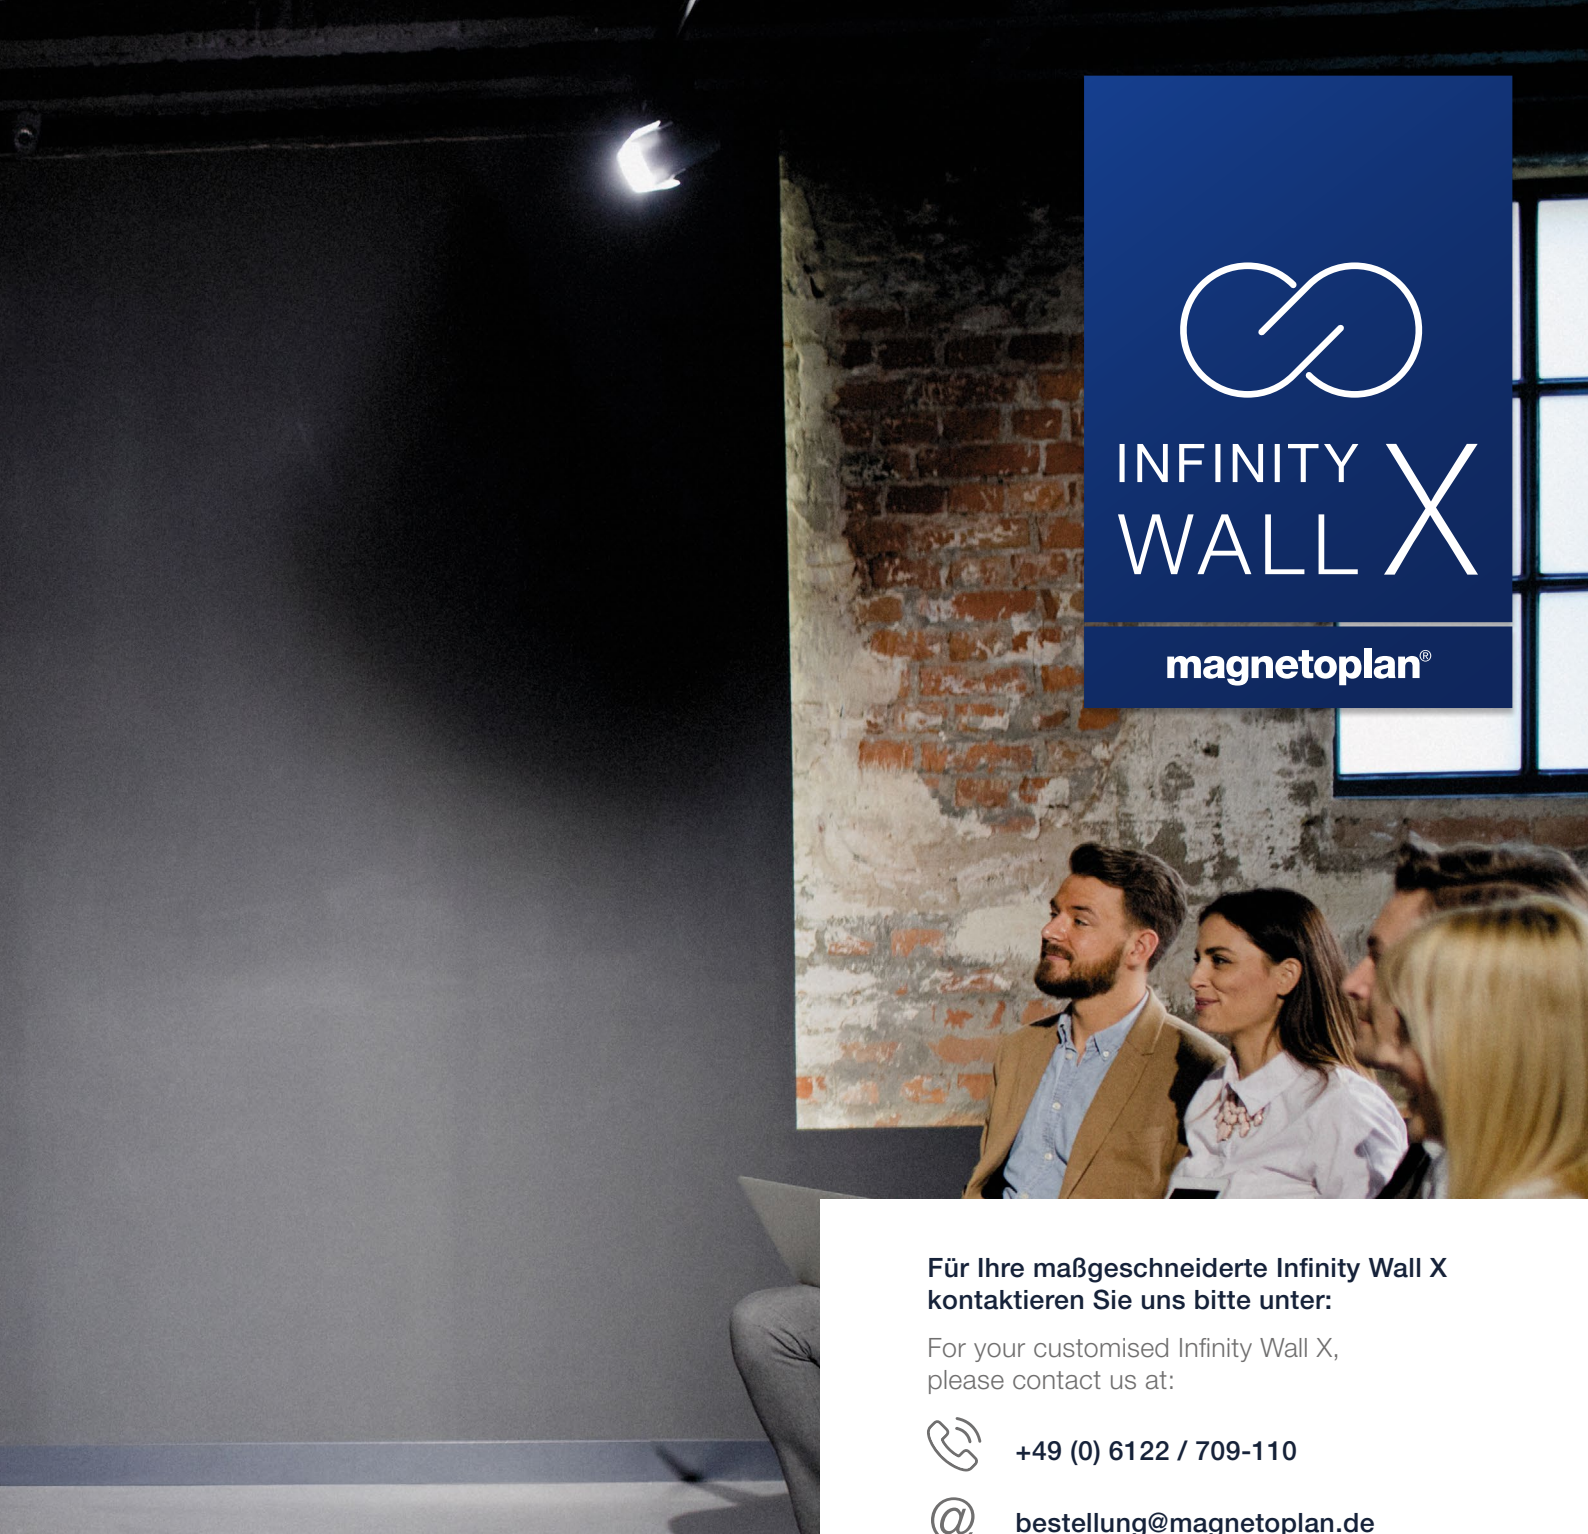 INFINITY
WALL X
magnetoplan®
Für Ihre maßgeschneiderte Infinity Wall X
kontaktieren Sie uns bitte unter:
For your customised Infinity Wall X,
please contact us at:
+49 (0) 6122 / 709-110
@ bestellung@magnetoplan.de